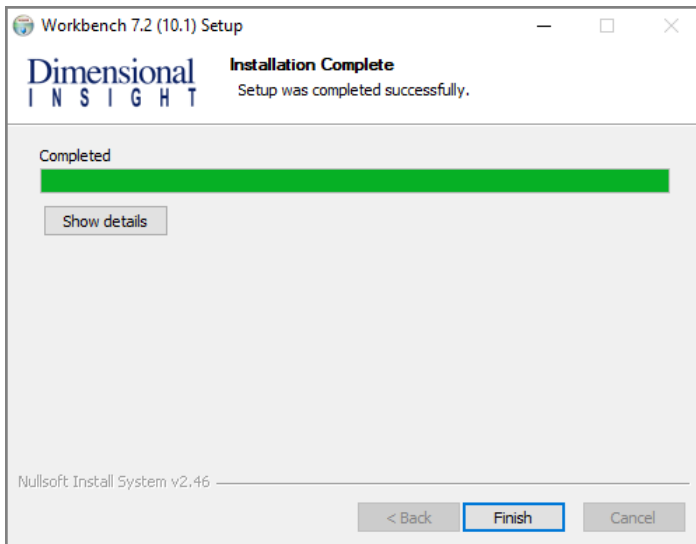 Workbench 7.2 (10.1) Setup
Dimensional
INSIGHT
Installation Complete
Setup was completed successfully.
Completed
Show details
Nullsoft Install System v2.46
< Back
Finish
Cancel